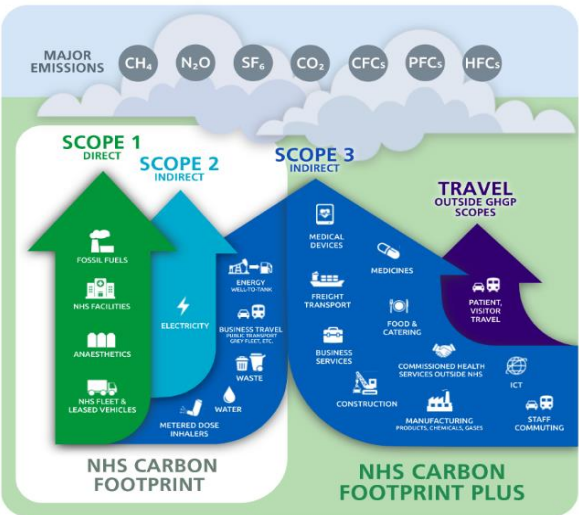 MAJOR
EMISSIONS
CH₄
N₂O
SF₆
CO₂
CFCs
PFCs
HFCs
SCOPE 1
DIRECT
SCOPE 2
INDIRECT
SCOPE 3
INDIRECT
TRAVEL
OUTSIDE GHGP
SCOPES
FOSSIL FUELS
NHS FACILITIES
ANAESTHETICS
NHS FLEET &
LEASED VEHICLES
ELECTRICITY
ENERGY
WELL-TO-TANK
BUSINESS TRAVEL
PUBLIC TRANSPORT
GREY FLEET, ETC.
WASTE
WATER
METERED DOSE
INHALERS
MEDICAL
DEVICES
MEDICINES
FREIGHT
TRANSPORT
FOOD &
CATERING
BUSINESS
SERVICES
COMMISSIONED HEALTH
SERVICES OUTSIDE NHS
CONSTRUCTION
MANUFACTURING
PRODUCTS, CHEMICALS, GASES
ICT
STAFF
COMMUTING
PATIENT,
VISITOR
TRAVEL
NHS CARBON
FOOTPRINT
NHS CARBON
FOOTPRINT PLUS